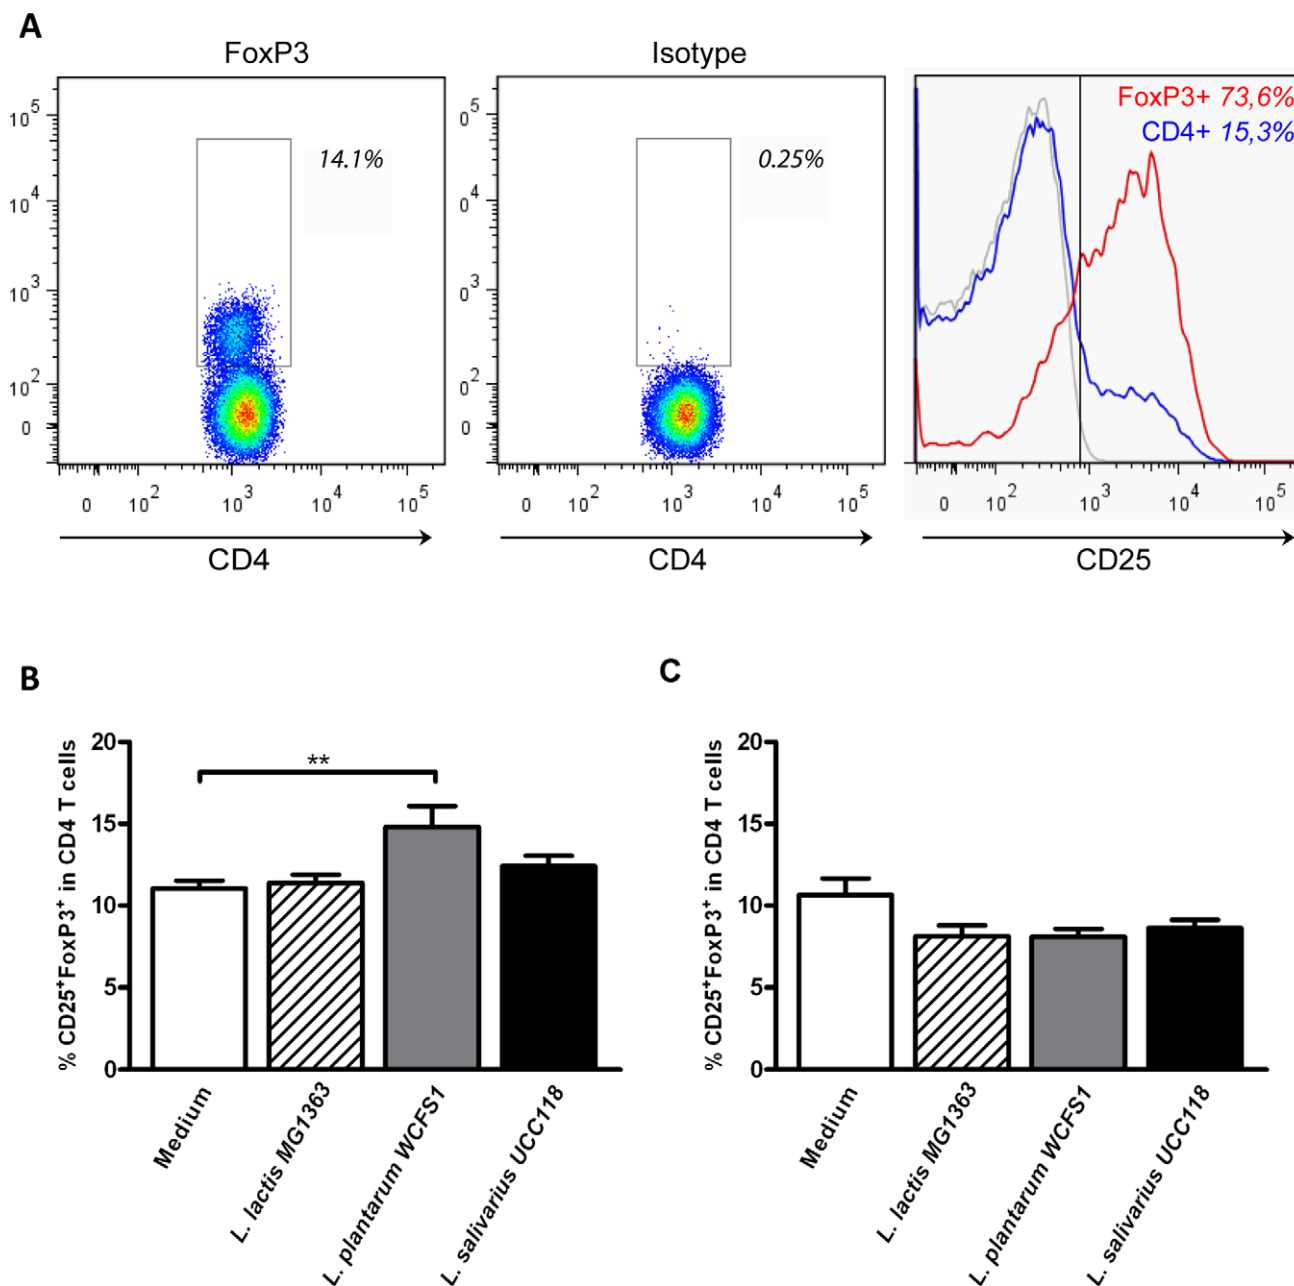 A
FoxP3
Isotype
10^5
10^4
10^3
10^2
0
14.1%
0 10^2 10^3 10^4 10^5
CD4
0^5
0^4
0^3
0^2
0
0.25%
0 10^2 10^3 10^4 10^5
CD4
FoxP3+ 73,6%
CD4+ 15,3%
0 10^2 10^3 10^4 10^5
CD25
B
% CD25⁺FoxP3⁺ in CD4 T cells
20
15
10
5
0
**
Medium
L. lactis MG1363
L. plantarum WCFS1
L. salivarius UCC118
C
% CD25⁺FoxP3⁺ in CD4 T cells
20
15
10
5
0
Medium
L. lactis MG1363
L. plantarum WCFS1
L. salivarius UCC118